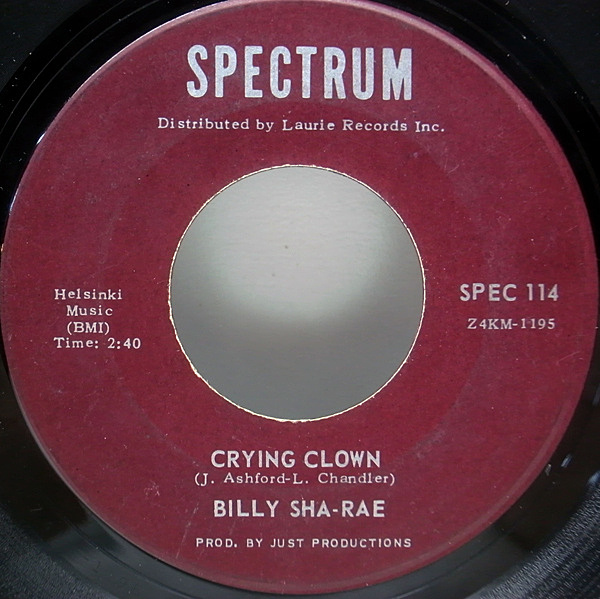 SPECTRUM
Distributed by Laurie Records Inc.
Helsinki
Music
(BMI)
Time: 2:40
SPEC 114
Z4KM-1195
CRYING CLOWN
(J. Ashford-L. Chandler)
BILLY SHA-RAE
PROD. BY JUST PRODUCTIONS